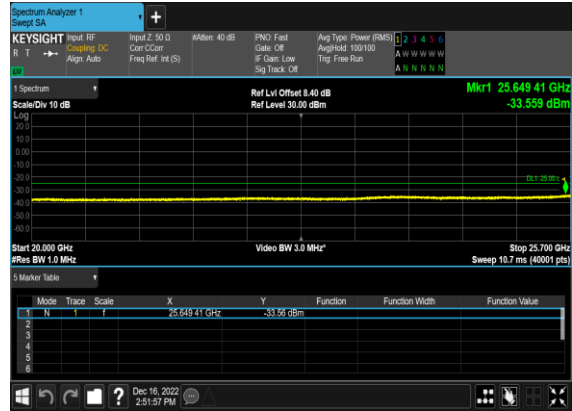 Spectrum Analyzer 1
Swept SA
+
KEYSIGHT Input: RF Input Z: 50 Ω #Atten: 40 dB PNO: Fast Avg Type: Power (RMS) 1 2 3 4 5 6
R T Coupling: DC Corr CCorr Gate: Off Avg|Hold: 100/100 A W W W W W
Align: Auto Freq Ref: Int (S) IF Gain: Low Trig: Free Run
Sig Track: Off A N N N N N
1 Spectrum Ref Lvl Offset 8.40 dB Mkr1 25.649 41 GHz
Scale/Div 10 dB Ref Level 30.00 dBm -33.559 dBm
Log
20.0
10.0
0.00
-10.0
-20.0
-30.0
-40.0
-50.0
-60.0
Start 20.000 GHz Video BW 3.0 MHz* Stop 25.700 GHz
#Res BW 1.0 MHz Sweep 10.7 ms (40001 pts)
5 Marker Table
Mode Trace Scale X Y Function Function Width Function Value
1 N 1 f 25.649 41 GHz -33.56 dBm
2
3
4
5
6
? Dec 16, 2022
2:51:57 PM